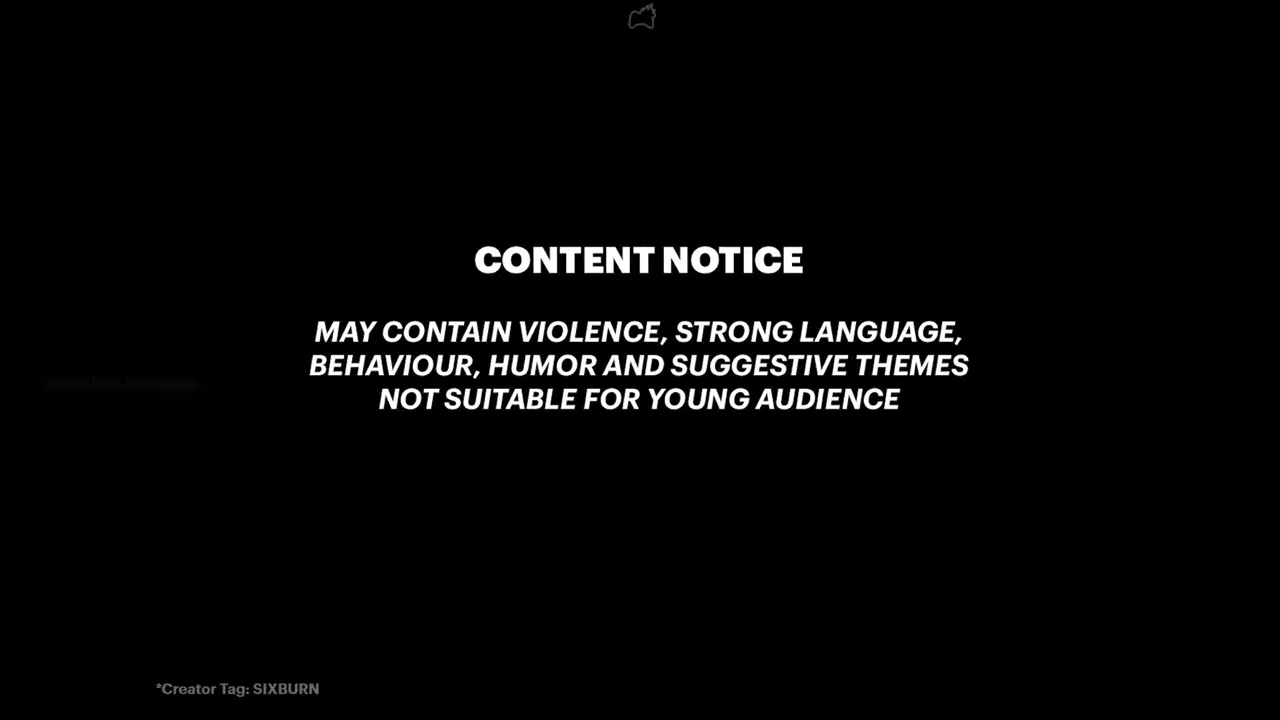 CONTENT NOTICE
MAY CONTAIN VIOLENCE, STRONG LANGUAGE,
BEHAVIOUR, HUMOR AND SUGGESTIVE THEMES
NOT SUITABLE FOR YOUNG AUDIENCE
*Creator Tag: SIXBURN